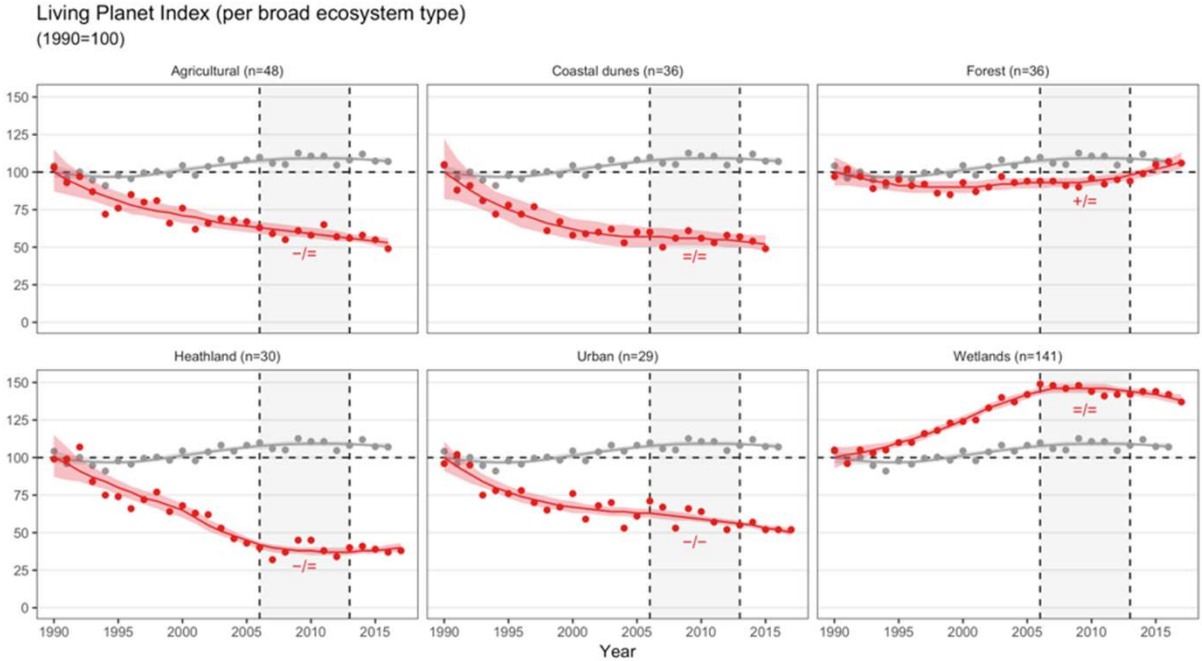 Living Planet Index (per broad ecosystem type)
(1990=100)
Agricultural (n=48) Coastal dunes (n=36) Forest (n=36)
150
125
100
75
50
25
0
−/= =/= +/=
Heathland (n=30) Urban (n=29) Wetlands (n=141)
150
125
100
75
50
25
0
−/= −/− =/=
1990 1995 2000 2005 2010 2015 1990 1995 2000 2005 2010 2015 1990 1995 2000 2005 2010 2015
Year